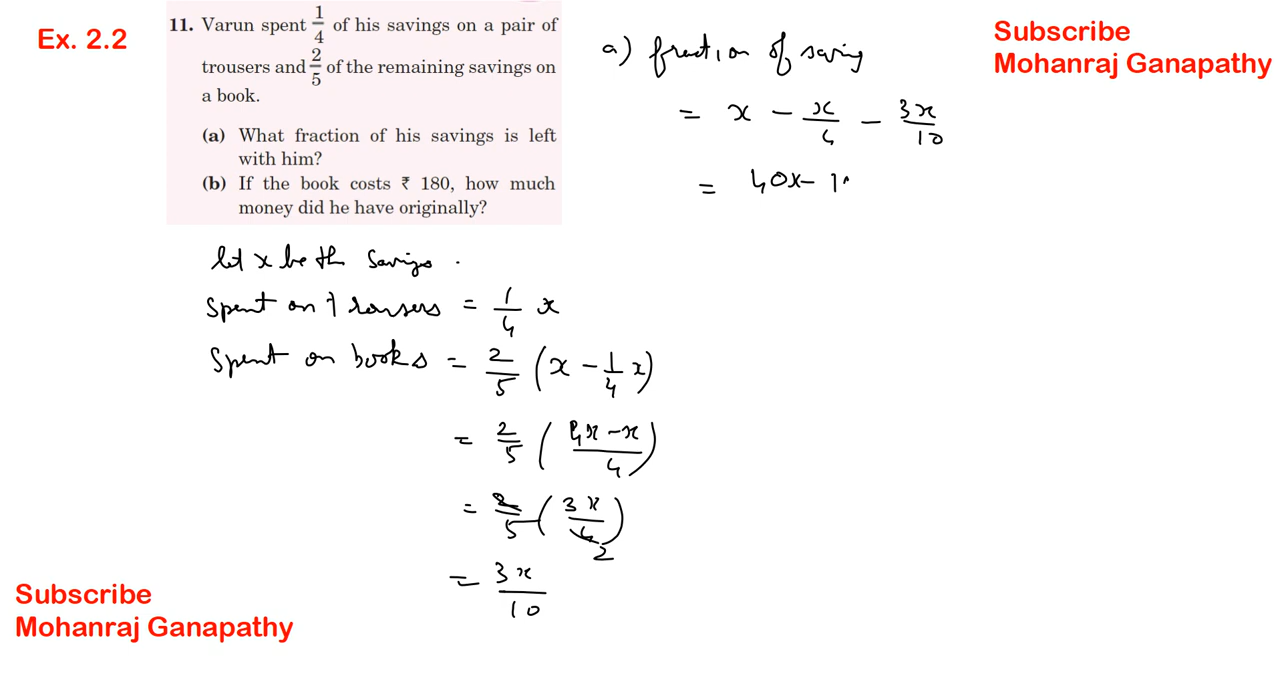 Ex. 2.2
11. Varun spent 1/4 of his savings on a pair of
trousers and 2/5 of the remaining savings on
a book.
(a) What fraction of his savings is left
with him?
(b) If the book costs ₹ 180, how much
money did he have originally?
let x be th savings .
Spent on trousers = 1/4 x
Spent on books = 2/5 (x - 1/4 x)
= 2/5 (4x - x/4)
= 2/5 (3x/4) 2
= 3x/10
a) fraction of saving
= x - x/4 - 3x/10
= 40x - 1
Subscribe
Mohanraj Ganapathy
Subscribe
Mohanraj Ganapathy